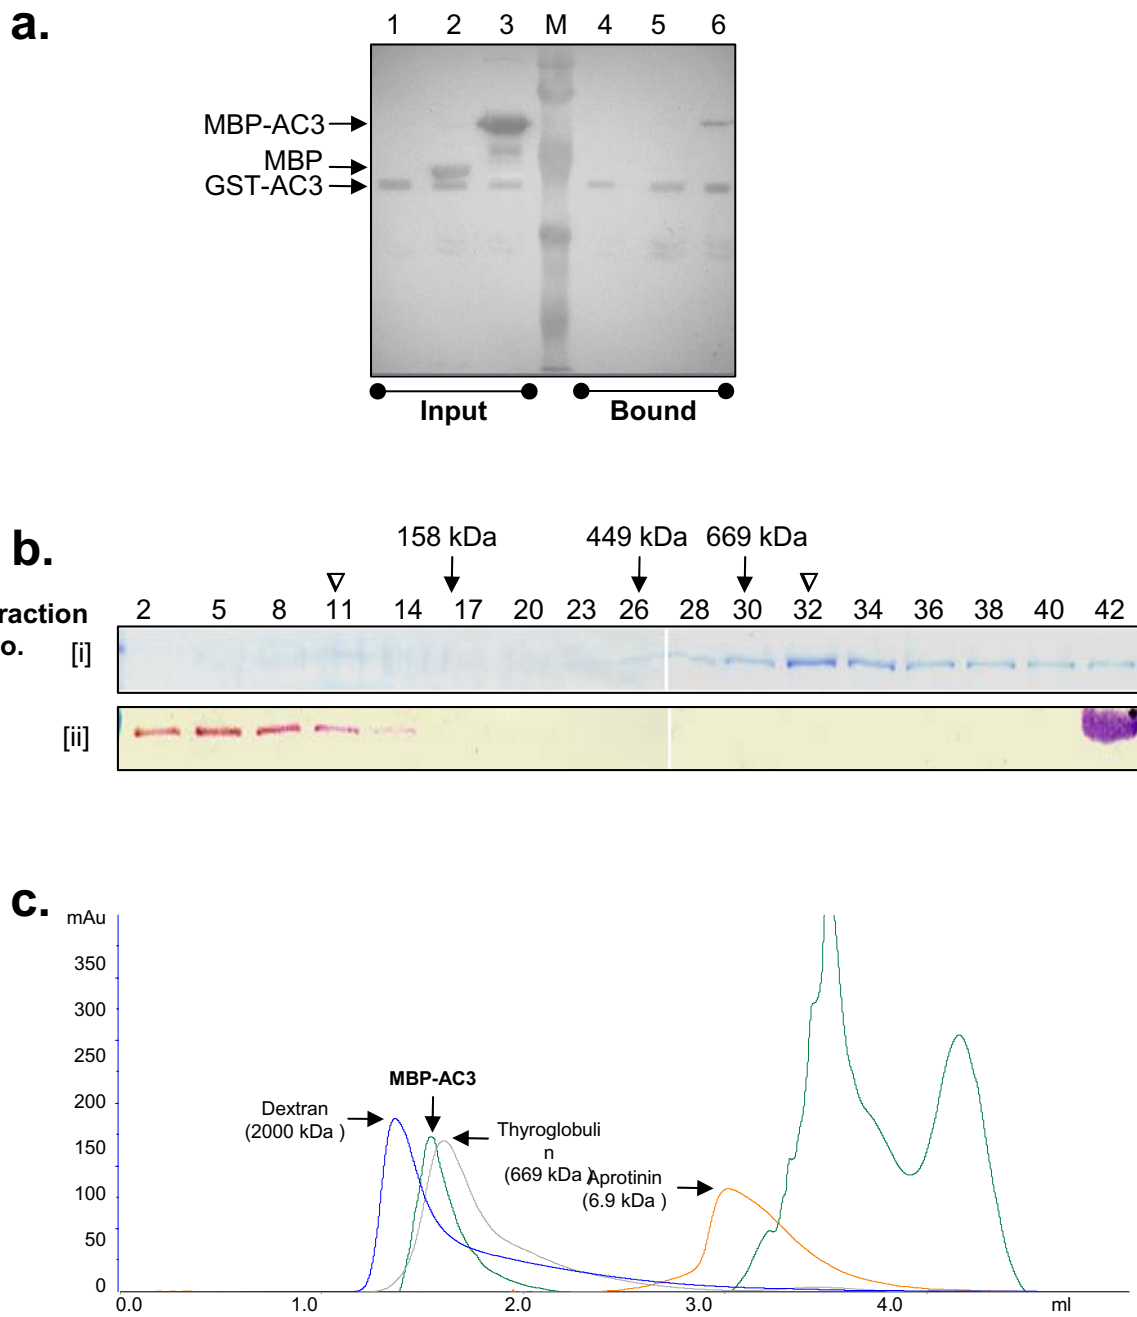 a.
1 2 3 M 4 5 6
MBP-AC3
MBP
GST-AC3
Input Bound
b.
158 kDa 449 kDa 669 kDa
raction 2 5 8 11 14 17 20 23 26 28 30 32 34 36 38 40 42
o. [i]
[ii]
c.
mAu
350
300
250
200
150
100
50
0
MBP-AC3
Dextran
(2000 kDa )
Thyroglobuli
n
(669 kDa )
Aprotinin
(6.9 kDa )
0.0 1.0 2.0 3.0 4.0 ml